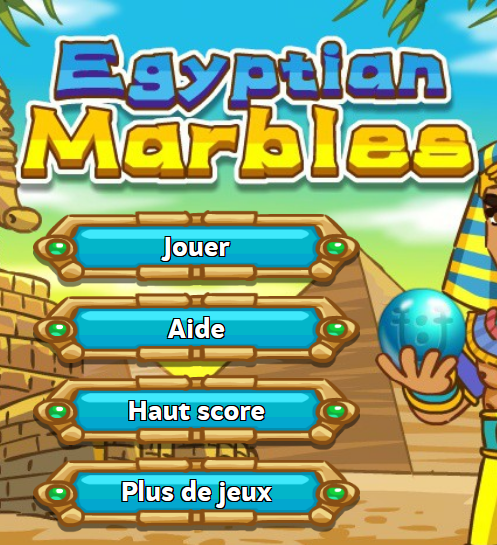 Egyptian
Marbles
Jouer
Aide
Haut score
Plus de jeux